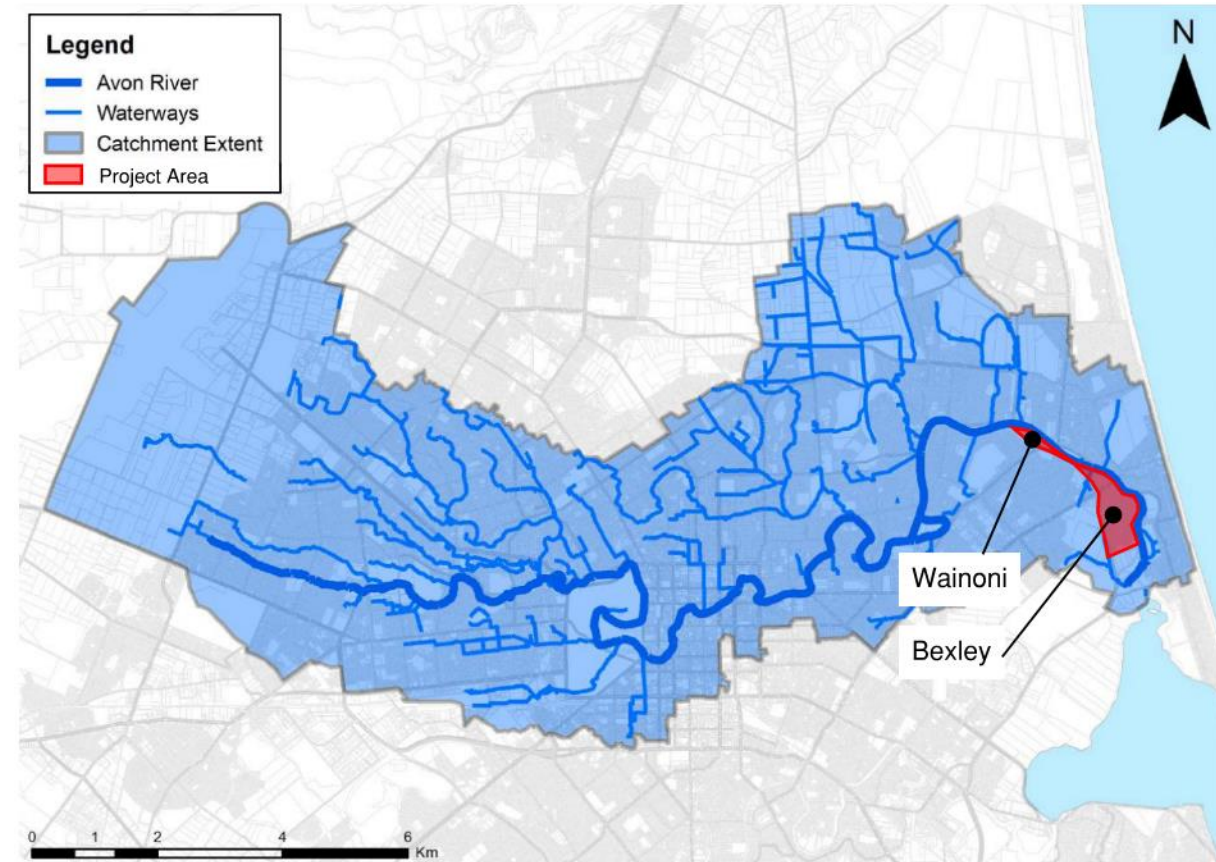 Legend
Avon River
Waterways
Catchment Extent
Project Area
N
Wainoni
Bexley
0 1 2 4 6
Km